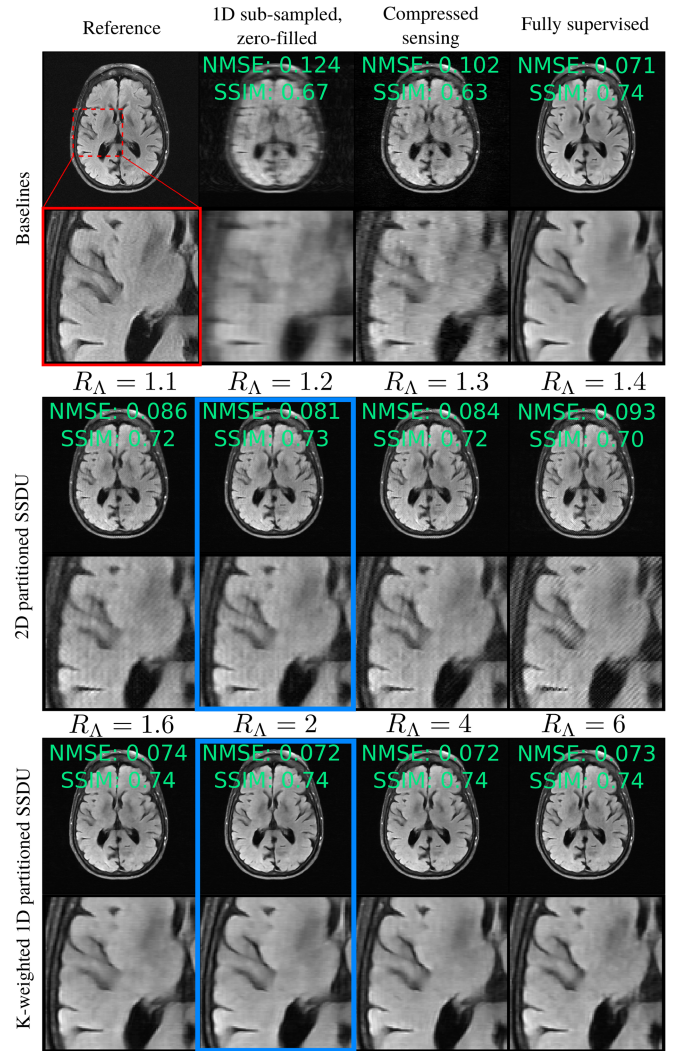 Reference
1D sub-sampled,
zero-filled
Compressed
sensing
Fully supervised
Baselines
NMSE: 0.124
SSIM: 0.67
NMSE: 0.102
SSIM: 0.63
NMSE: 0.071
SSIM: 0.74
R_Λ = 1.1
R_Λ = 1.2
R_Λ = 1.3
R_Λ = 1.4
2D partitioned SSDU
NMSE: 0.086
SSIM: 0.72
NMSE: 0.081
SSIM: 0.73
NMSE: 0.084
SSIM: 0.72
NMSE: 0.093
SSIM: 0.70
R_Λ = 1.6
R_Λ = 2
R_Λ = 4
R_Λ = 6
K-weighted 1D partitioned SSDU
NMSE: 0.074
SSIM: 0.74
NMSE: 0.072
SSIM: 0.74
NMSE: 0.072
SSIM: 0.74
NMSE: 0.073
SSIM: 0.74